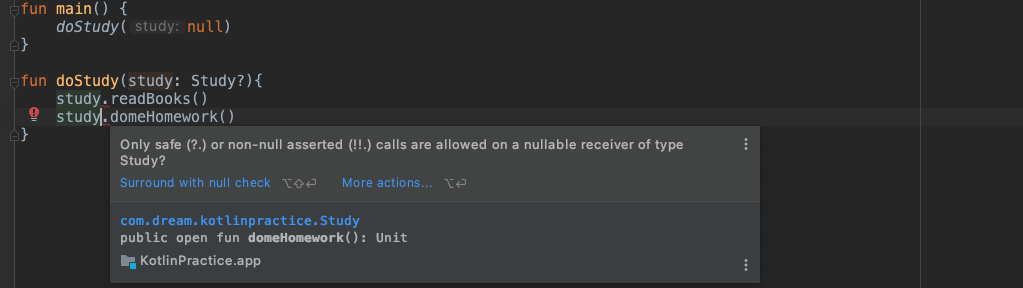 fun main() {
doStudy( study: null)
}
fun doStudy(study: Study?){
study.readBooks()
study.domeHomework()
}
Only safe (?.) or non-null asserted (!!.) calls are allowed on a nullable receiver of type
Study?
Surround with null check ⌥⇧⏎ More actions... ⌥⏎
com.dream.kotlinpractice.Study
public open fun domeHomework(): Unit
KotlinPractice.app